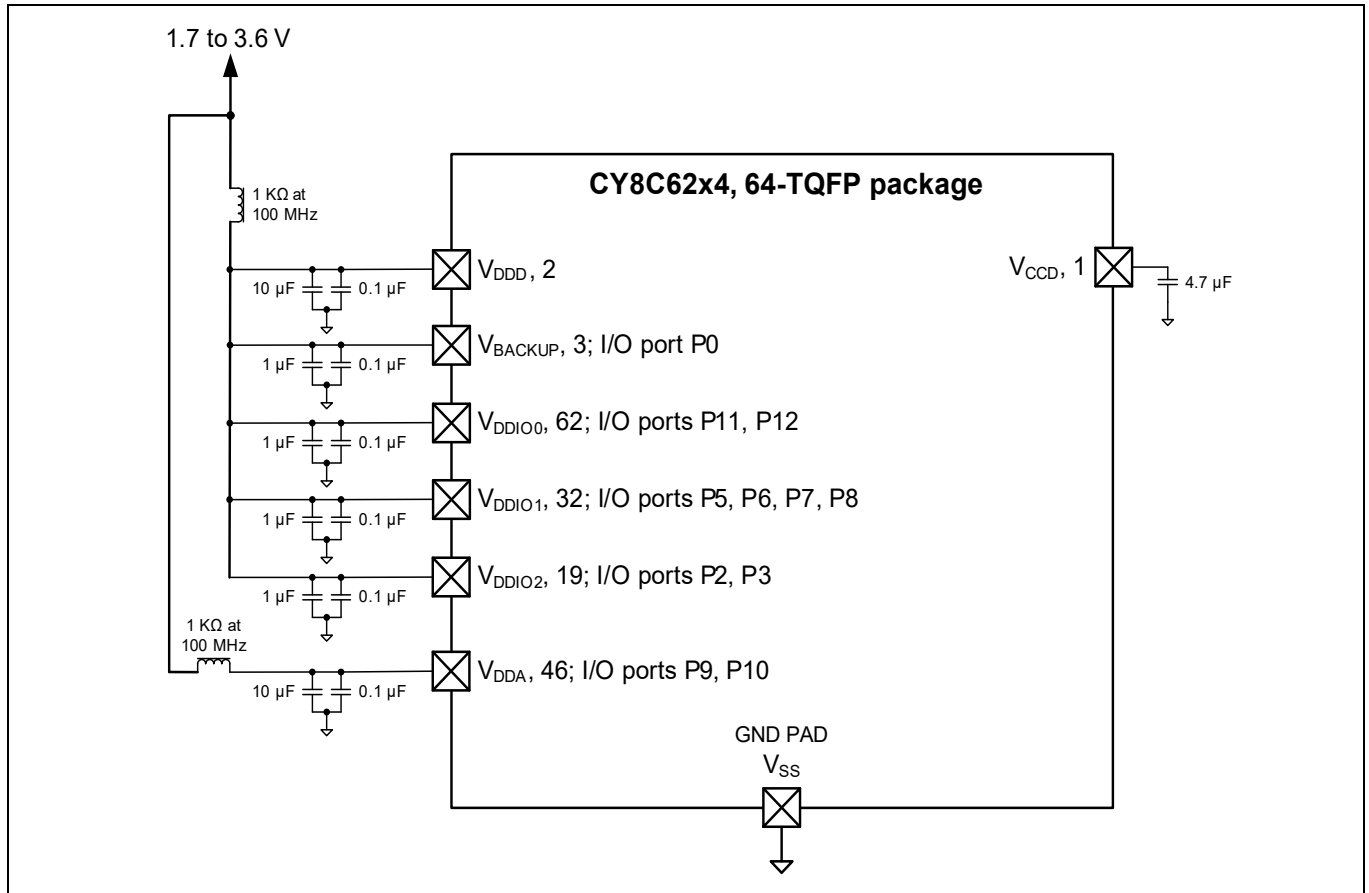 1.7 to 3.6 V
CY8C62x4, 64-TQFP package
1 KΩ at
100 MHz
VDDD, 2
10 µF
0.1 µF
VCCD, 1
4.7 µF
VBACKUP, 3; I/O port P0
1 µF
0.1 µF
VDDIO0, 62; I/O ports P11, P12
1 µF
0.1 µF
VDDIO1, 32; I/O ports P5, P6, P7, P8
1 µF
0.1 µF
VDDIO2, 19; I/O ports P2, P3
1 µF
0.1 µF
1 KΩ at
100 MHz
VDDA, 46; I/O ports P9, P10
10 µF
0.1 µF
GND PAD
VSS